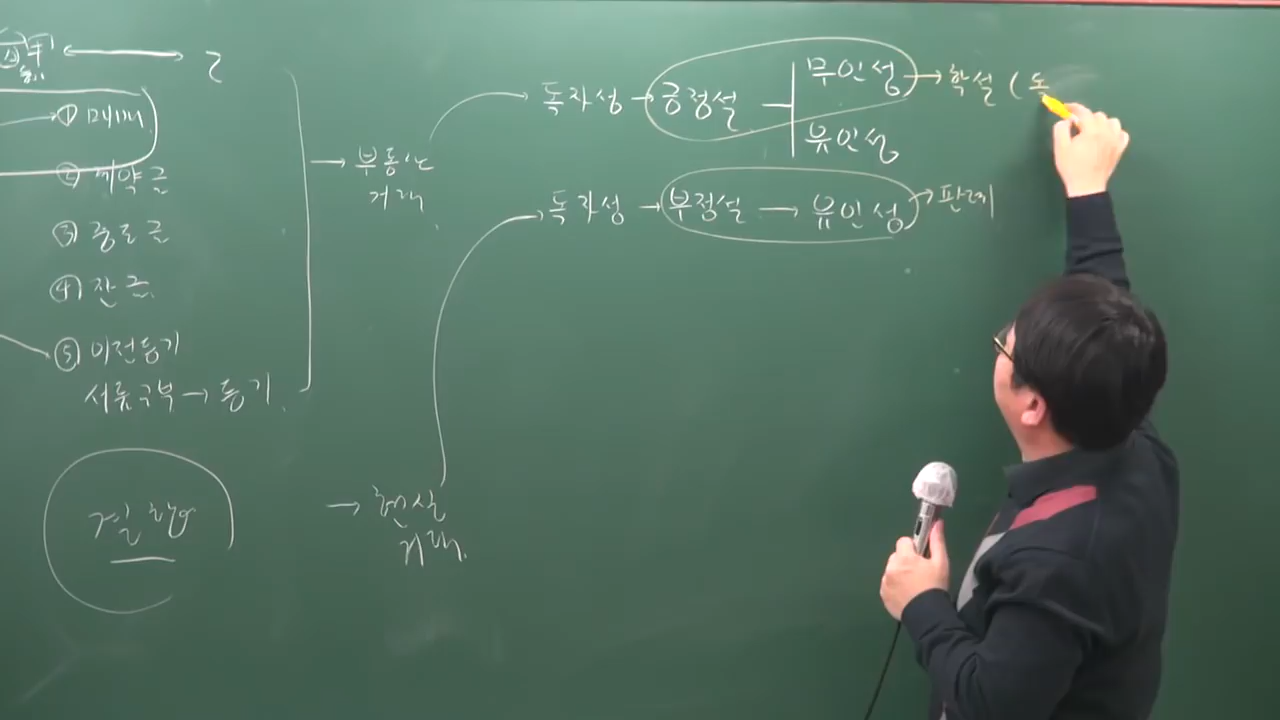 ① 매매
② 계약금
③ 중도금
④ 잔금
⑤ 이전등기
서류구부 → 등기
→ 부동산
거래
독자성 → 긍정설
무인성 → 학설 (독
유인성
독자성 → 부정설 → 유인성 → 판례
→ 현실
거래